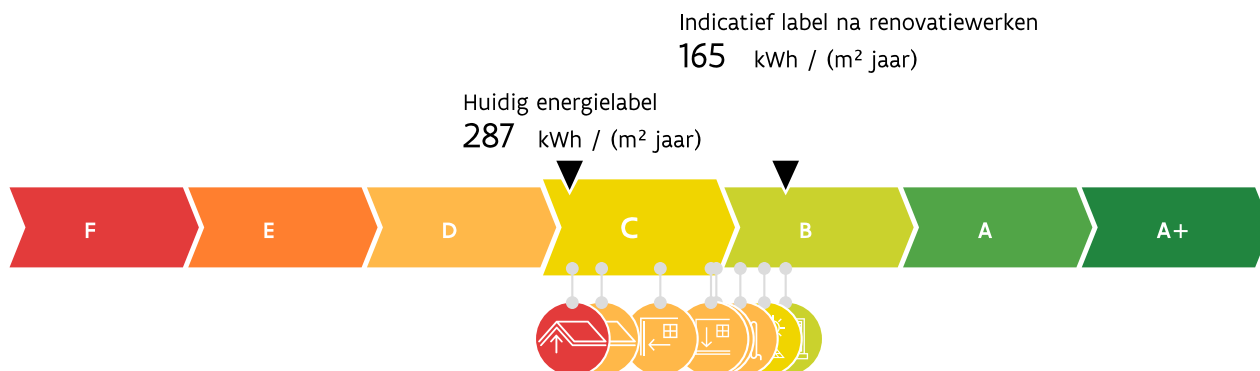 Indicatief label na renovatiewerken
165 kWh / (m² jaar)
Huidig energielabel
287 kWh / (m² jaar)
F E D C B A A+